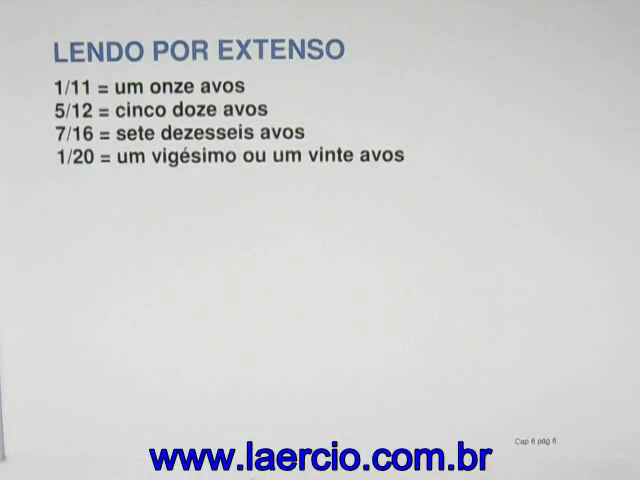 LENDO POR EXTENSO
1/11 = um onze avos
5/12 = cinco doze avos
7/16 = sete dezesseis avos
1/20 = um vigésimo ou um vinte avos
Cap 6 pág 6
www.laercio.com.br